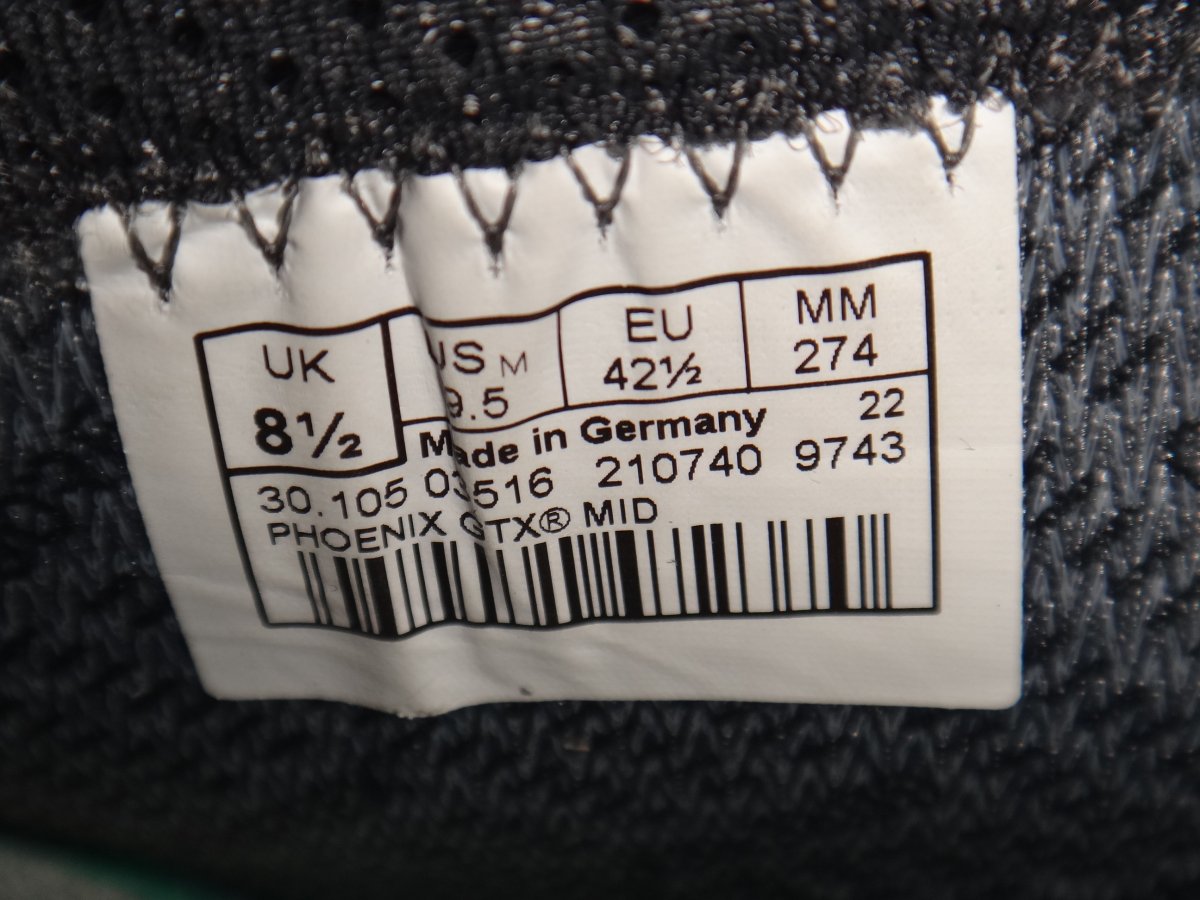 UK US M EU MM
8½ 9.5 42½ 274
Made in Germany 22
30.105 03516 210740 9743
PHOENIX GTX® MID